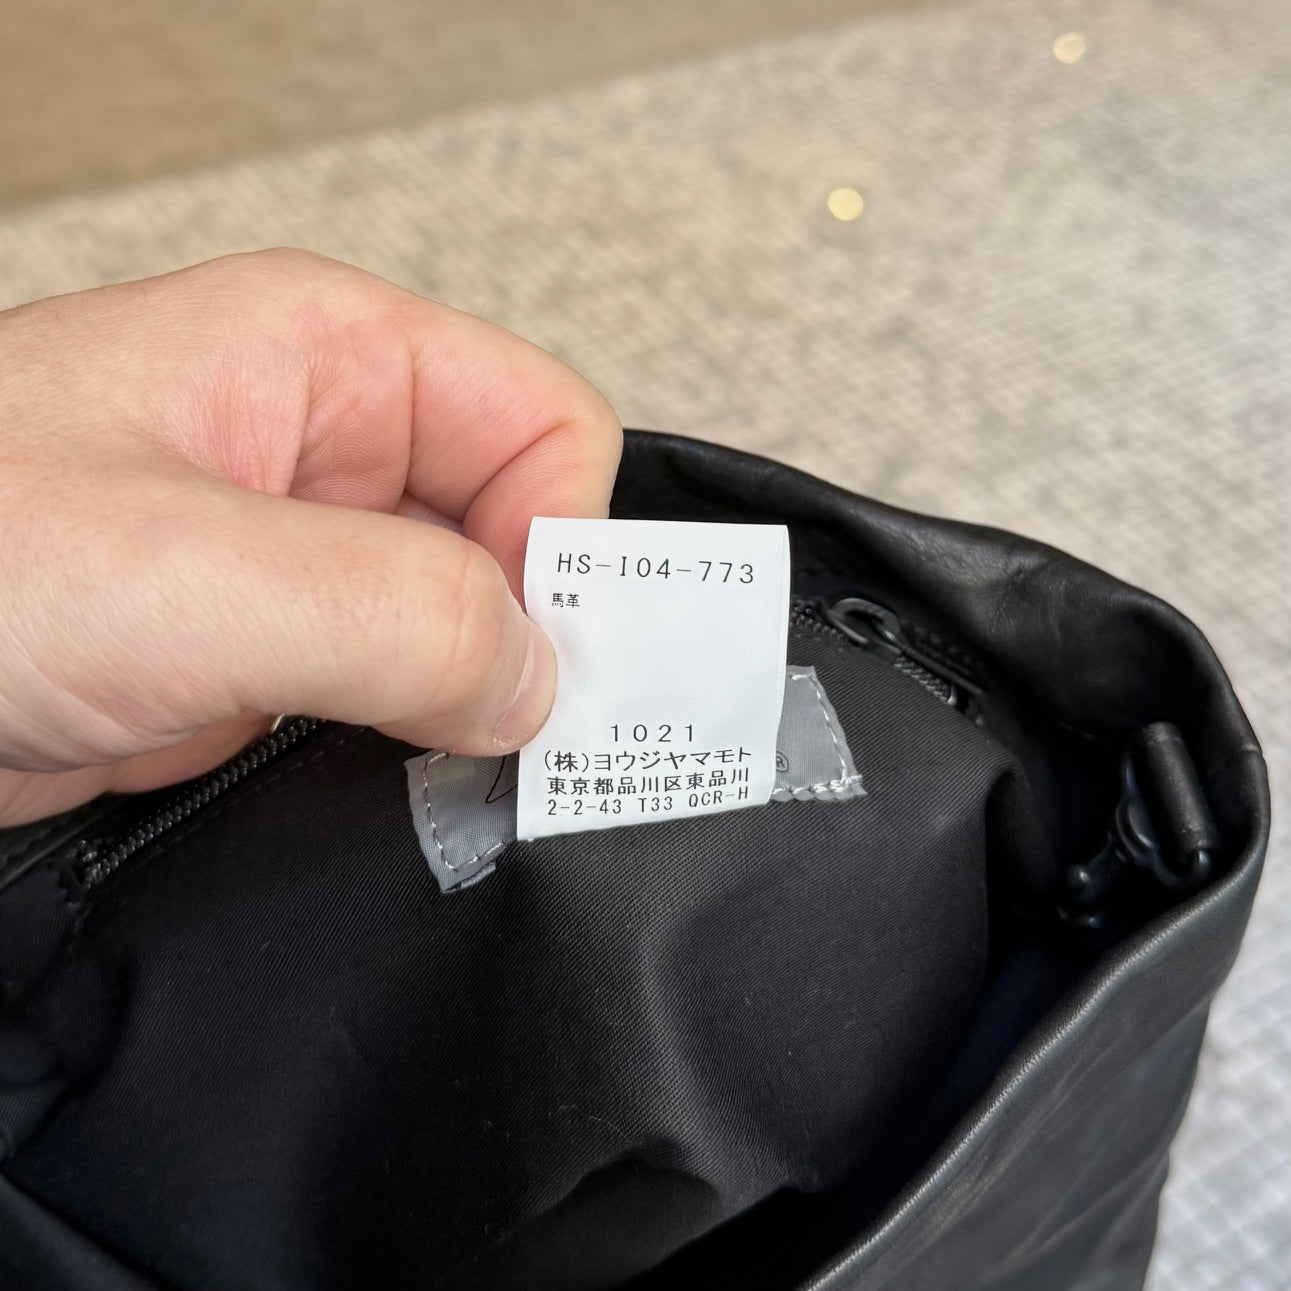 HS-I04-773
馬革
1021
(株)ヨウジヤマモト
東京都品川区東品川
2-2-43 T33 QCR-H
®